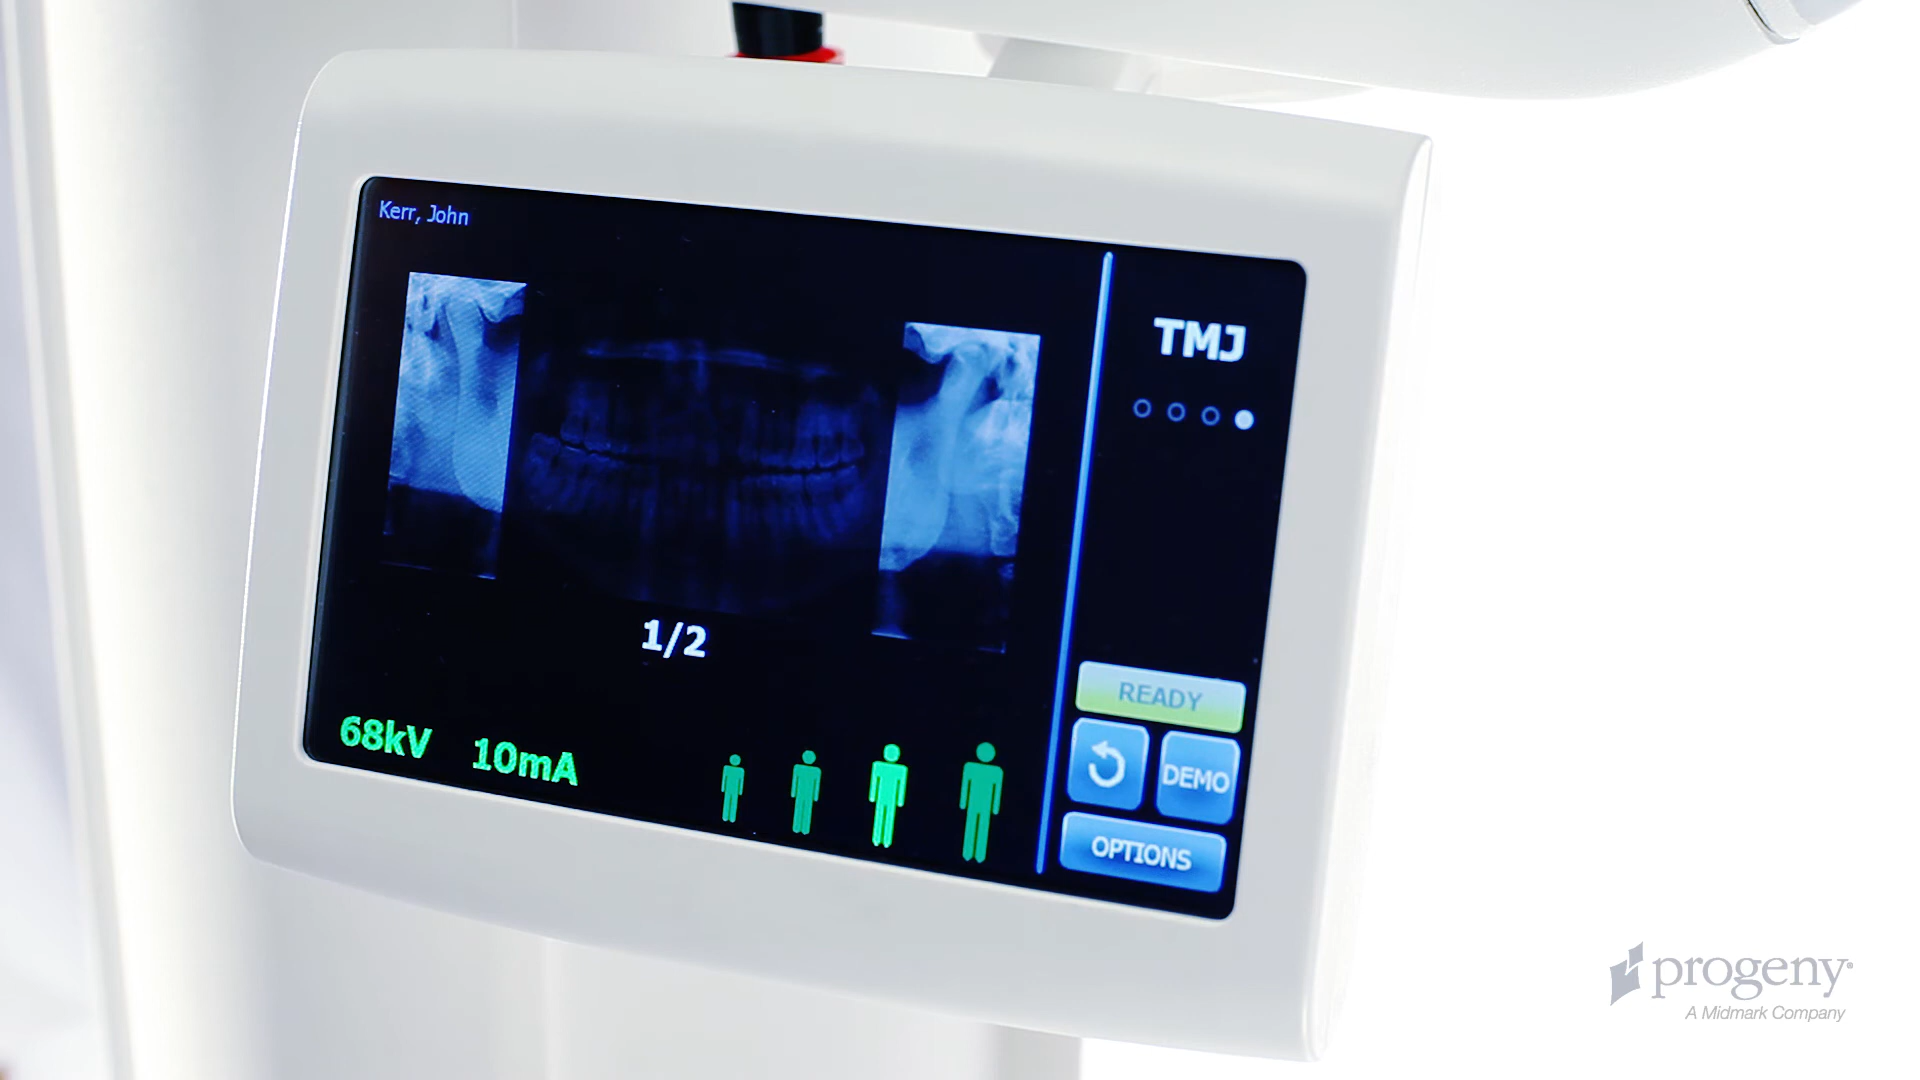 Kerr, John
TMJ
1/2
READY
68kV 10mA
DEMO
OPTIONS
progeny®
A Midmark Company